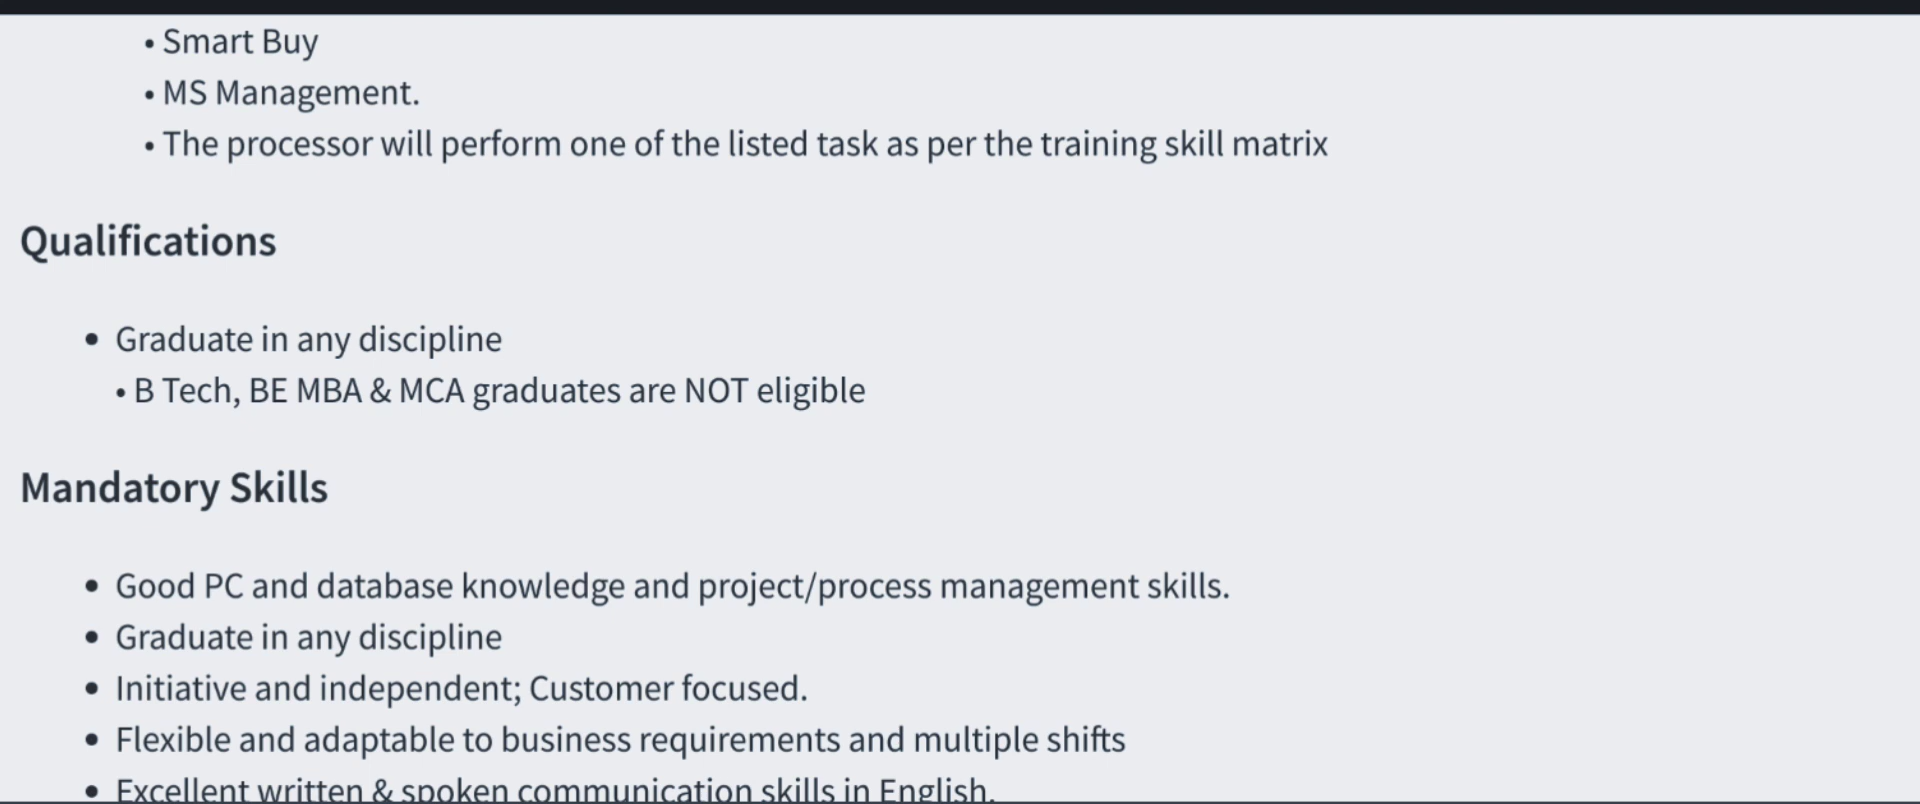 • Smart Buy
• MS Management.
• The processor will perform one of the listed task as per the training skill matrix
Qualifications
• Graduate in any discipline
• B Tech, BE MBA & MCA graduates are NOT eligible
Mandatory Skills
• Good PC and database knowledge and project/process management skills.
• Graduate in any discipline
• Initiative and independent; Customer focused.
• Flexible and adaptable to business requirements and multiple shifts
• Excellent written & spoken communication skills in English.